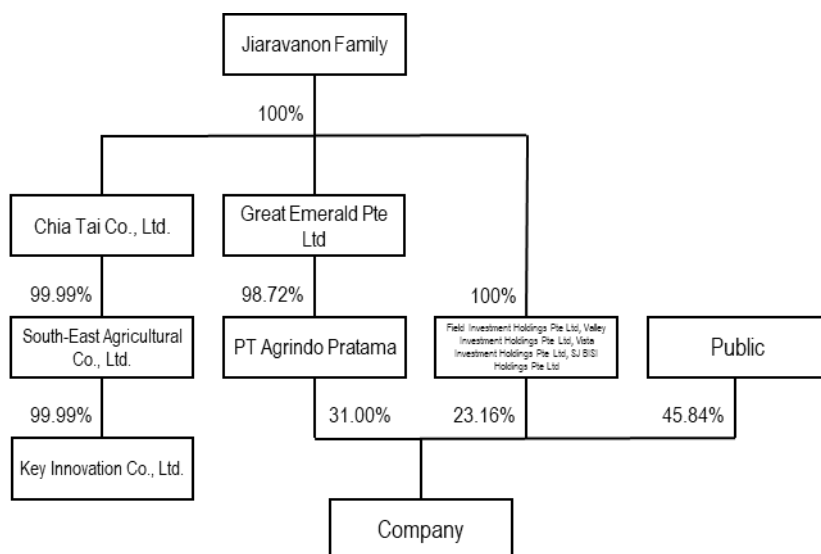 Jiaravanon Family
100%
Chia Tai Co., Ltd.
Great Emerald Pte
Ltd
99.99%
98.72%
100%
South-East Agricultural
Co., Ltd.
PT Agrindo Pratama
Field Investment Holdings Pte Ltd, Valley
Investment Holdings Pte Ltd, Vista
Investment Holdings Pte Ltd, SJ BISI
Holdings Pte Ltd
Public
99.99%
31.00%
23.16%
45.84%
Key Innovation Co., Ltd.
Company